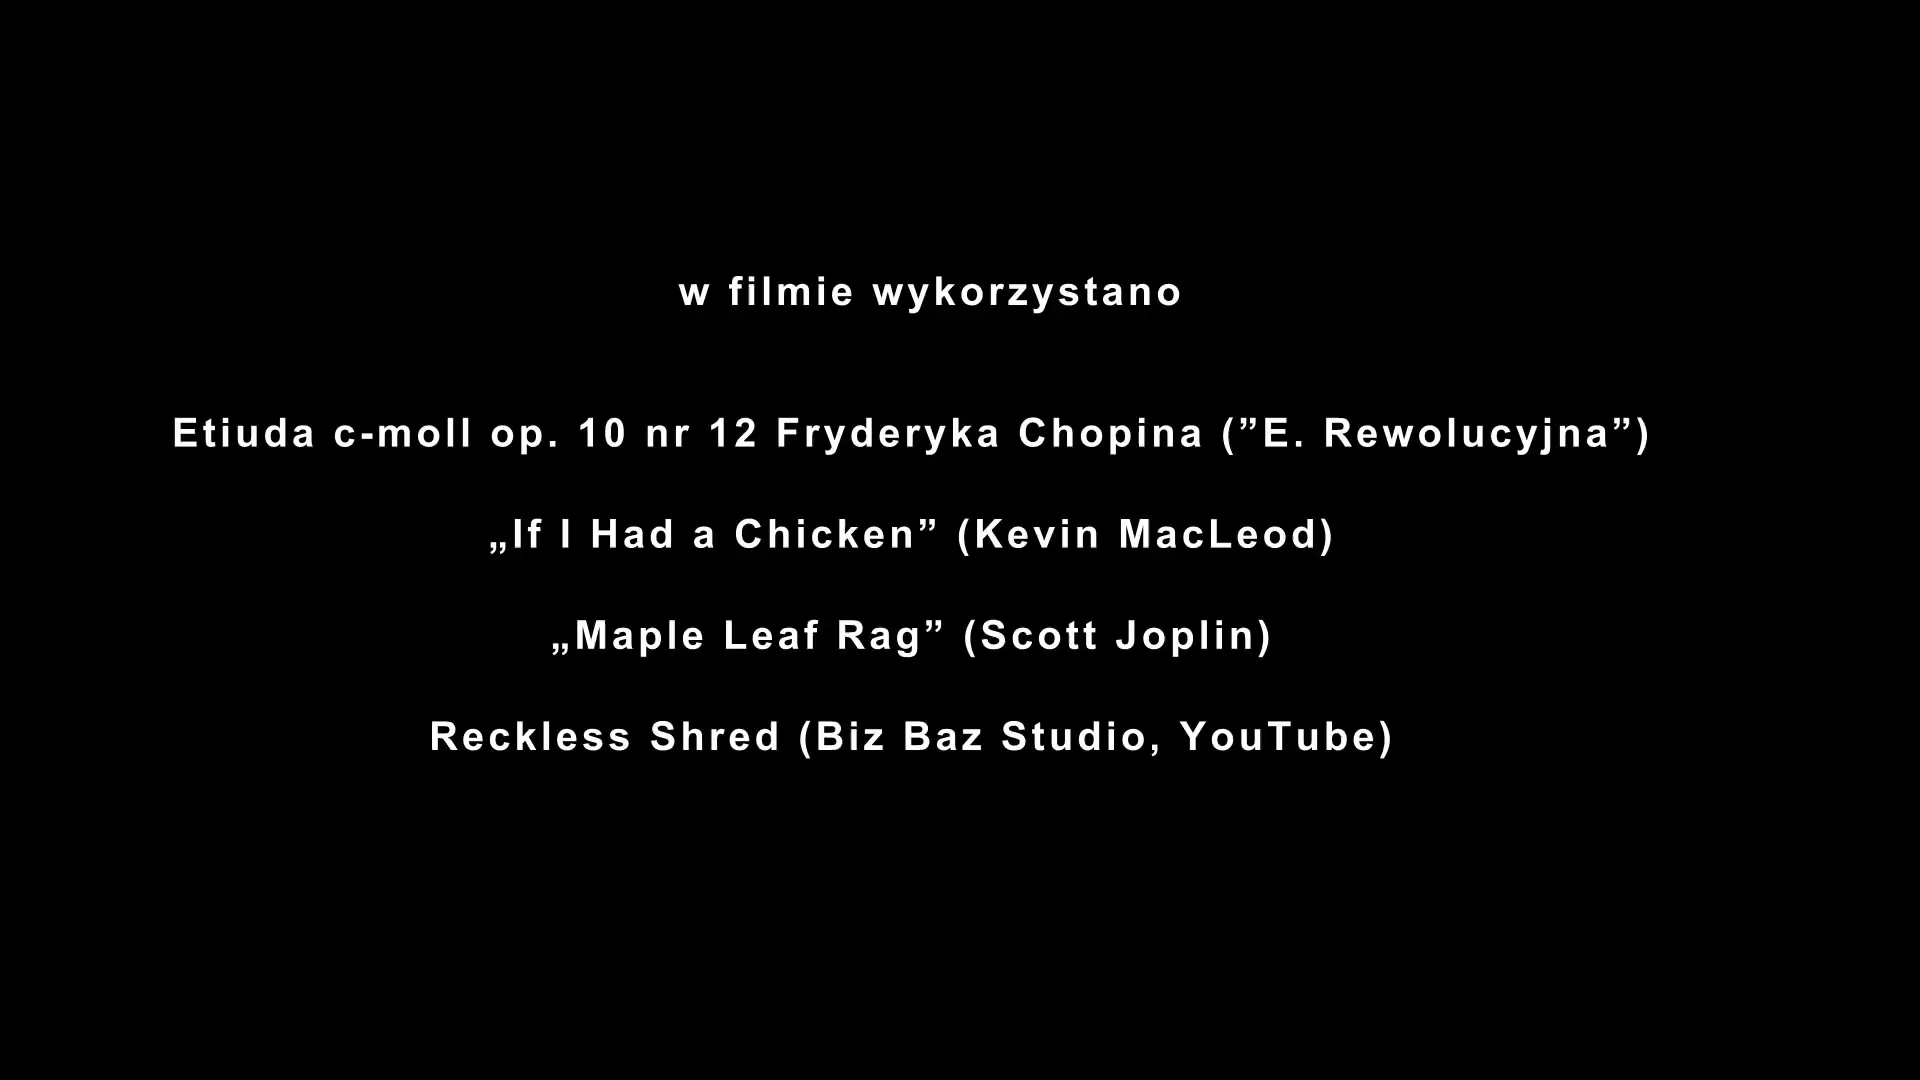 w filmie wykorzystano
Etiuda c-moll op. 10 nr 12 Fryderyka Chopina (”E. Rewolucyjna”)
„If I Had a Chicken” (Kevin MacLeod)
„Maple Leaf Rag” (Scott Joplin)
Reckless Shred (Biz Baz Studio, YouTube)